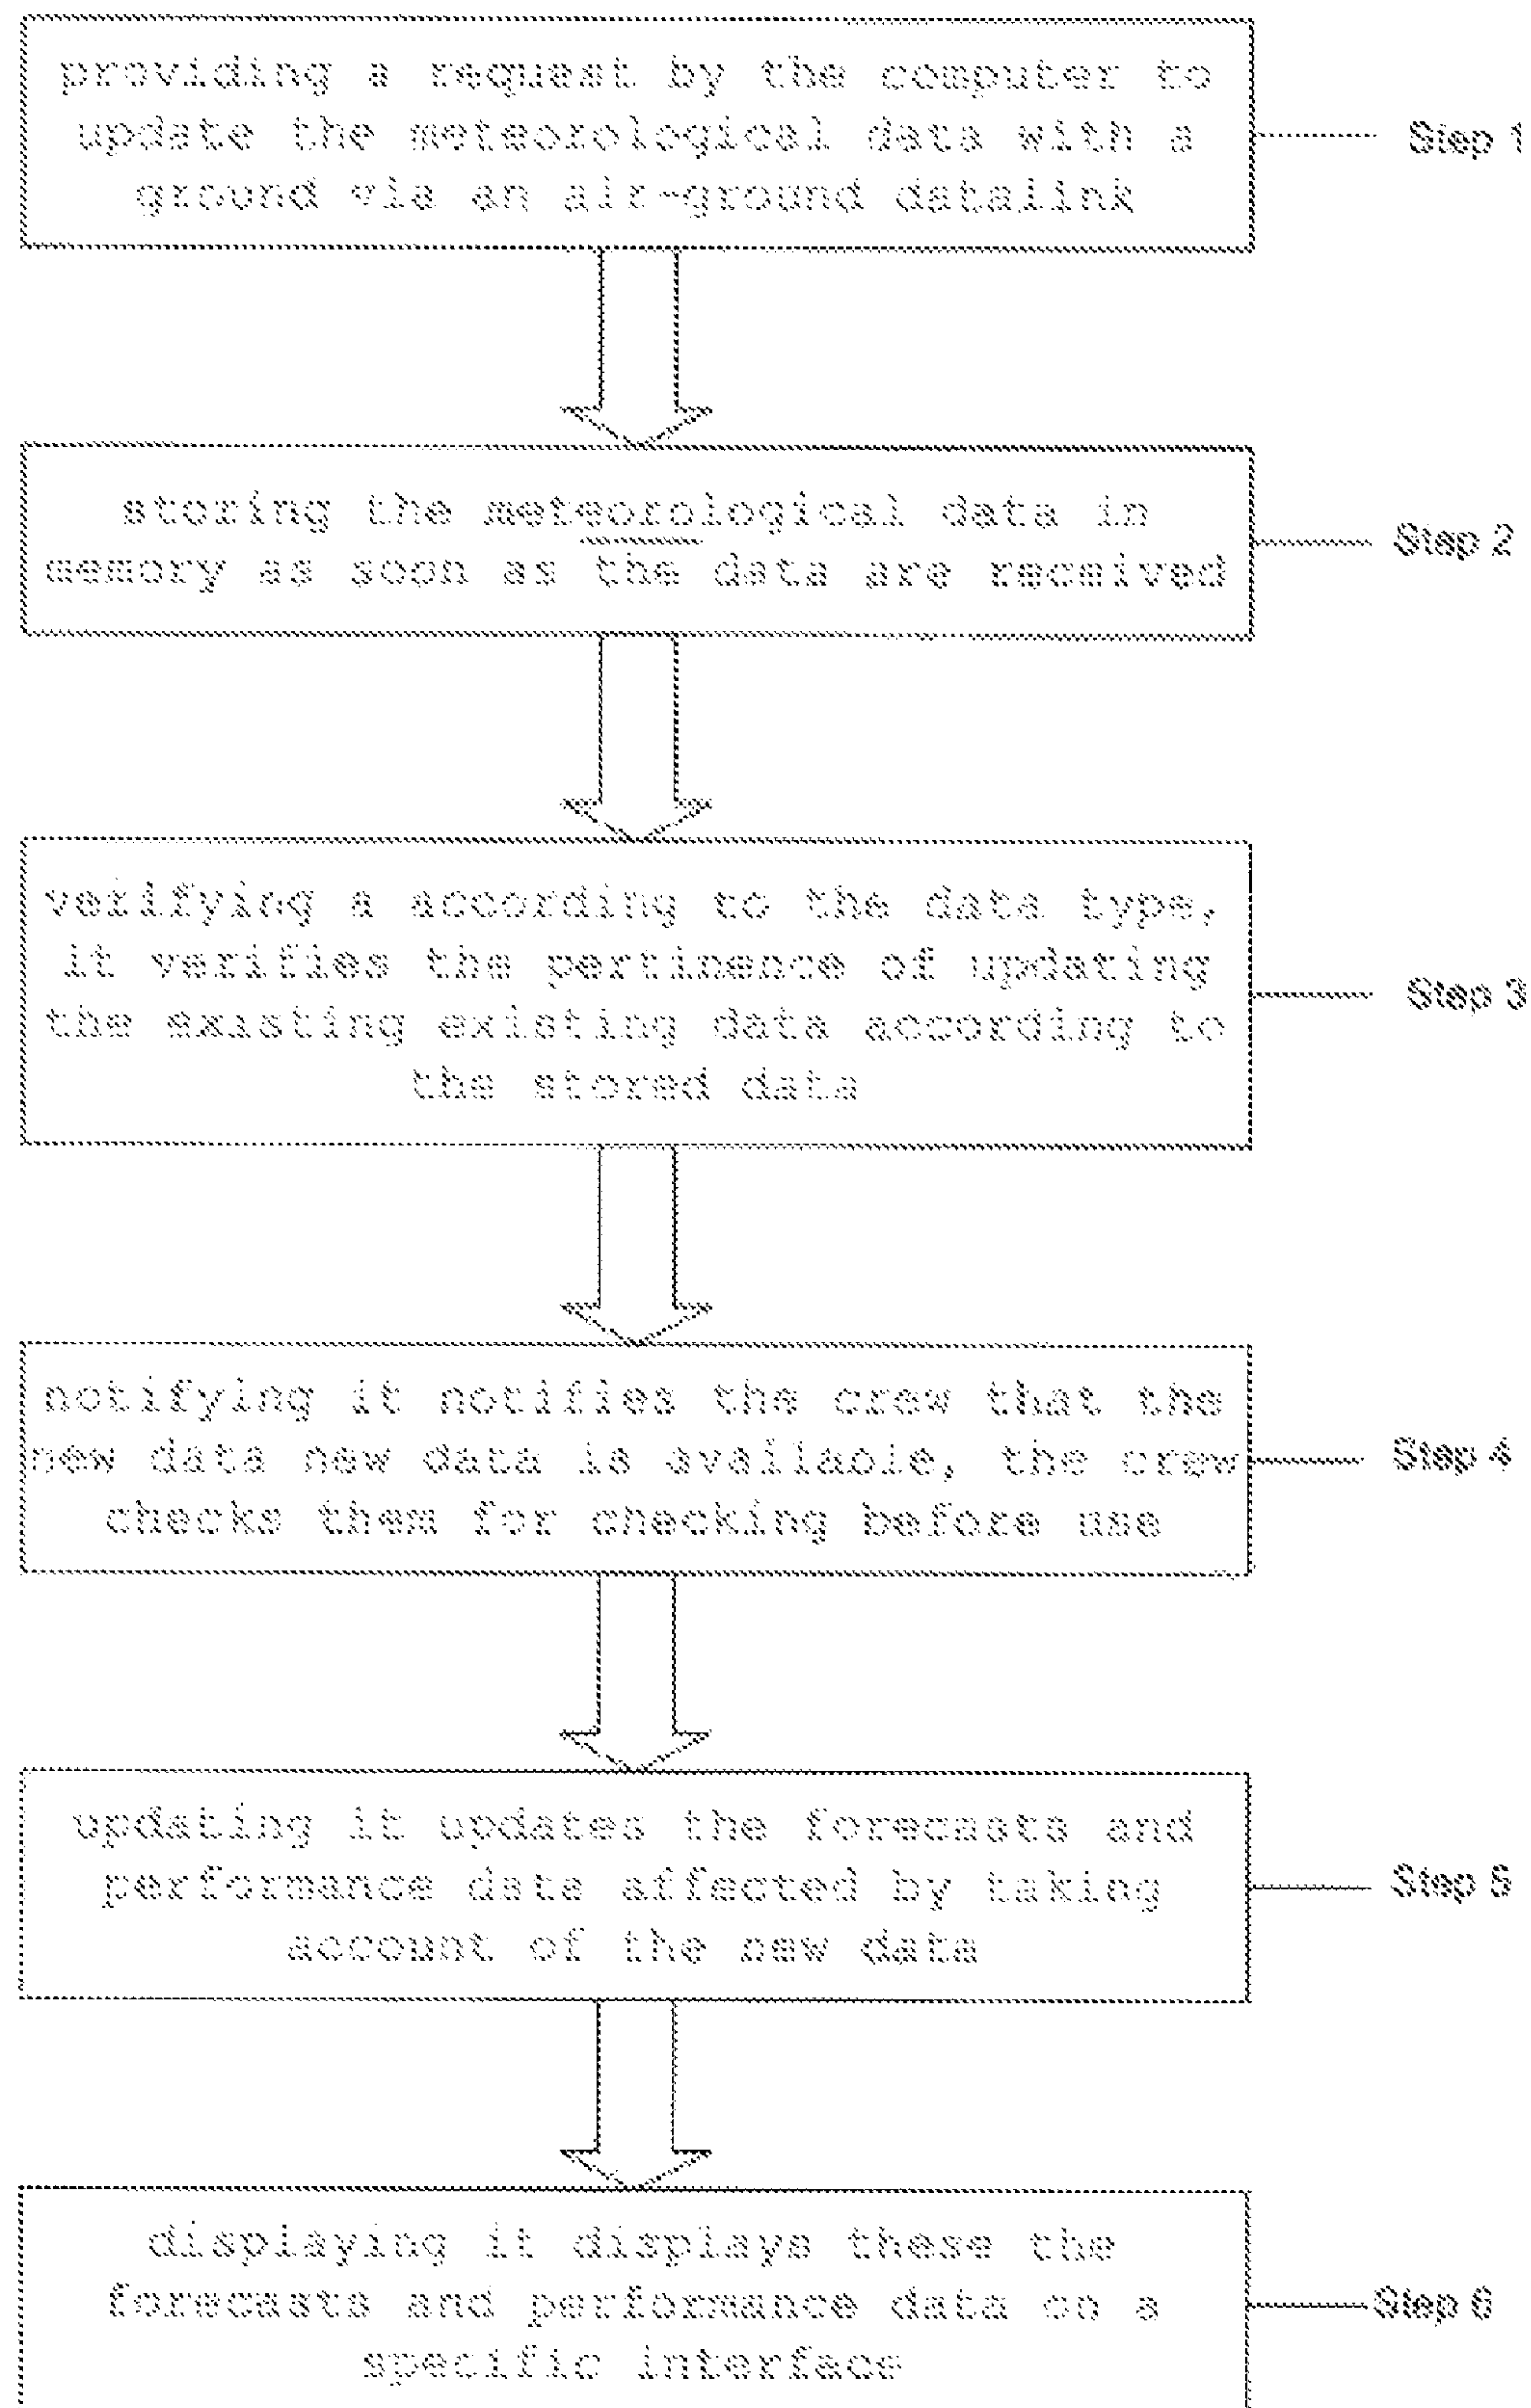 providing a request by the computer to
update the meteorological data with a
ground via an air-ground datalink
Step 1
storing the meteorological data in
memory as soon as the data are received
Step 2
verifying a according to the data type,
it verifies the pertinence of updating
the existing existing data according to
the stored data
Step 3
notifying it notifies the crew that the
new data new data is available, the crew
checks them for checking before use
Step 4
updating it updates the forecasts and
performance data affected by taking
account of the new data
Step 5
displaying it displays these the
forecasts and performance data on a
specific interface
Step 6